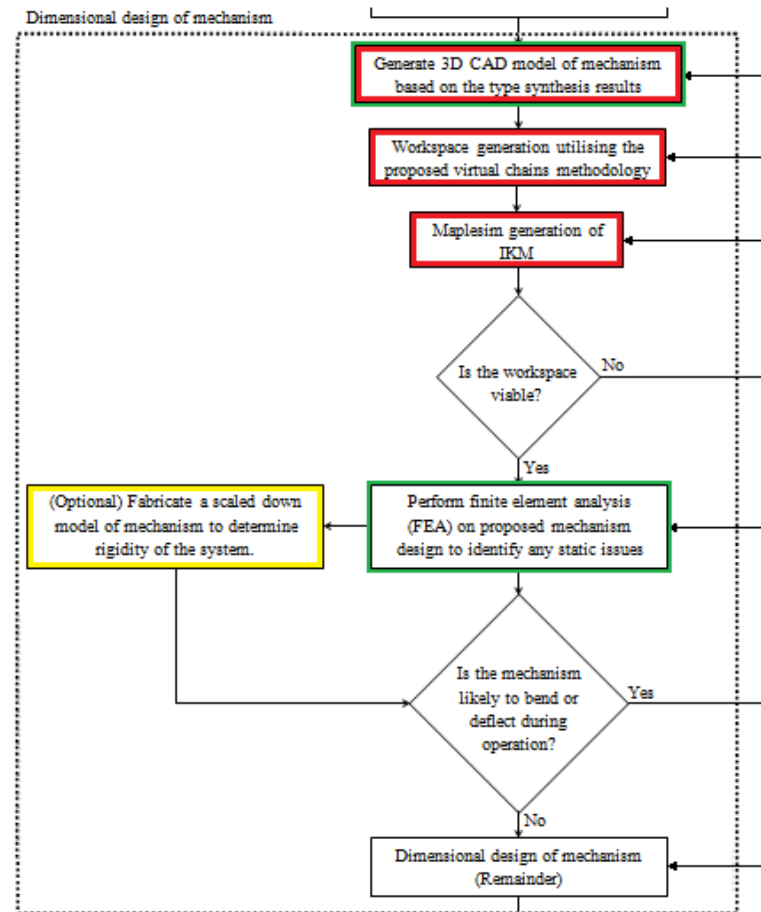 Dimensional design of mechanism
Generate 3D CAD model of mechanism
based on the type synthesis results
Workspace generation utilising the
proposed virtual chains methodology
Maplesim generation of
IKM
Is the workspace
viable?
No
Yes
(Optional) Fabricate a scaled down
model of mechanism to determine
rigidity of the system.
Perform finite element analysis
(FEA) on proposed mechanism
design to identify any static issues
Is the mechanism
likely to bend or
deflect during
operation?
Yes
No
Dimensional design of mechanism
(Remainder)